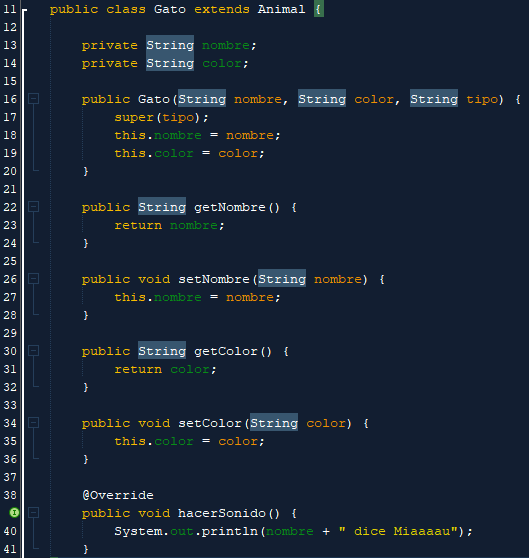 11 public class Gato extends Animal {
12
13 private String nombre;
14 private String color;
15
16 public Gato(String nombre, String color, String tipo) {
17 super(tipo);
18 this.nombre = nombre;
19 this.color = color;
20 }
21
22 public String getNombre() {
23 return nombre;
24 }
25
26 public void setNombre(String nombre) {
27 this.nombre = nombre;
28 }
29
30 public String getColor() {
31 return color;
32 }
33
34 public void setColor(String color) {
35 this.color = color;
36 }
37
38 @Override
public void hacerSonido() {
40 System.out.println(nombre + " dice Miaaaau");
41 }